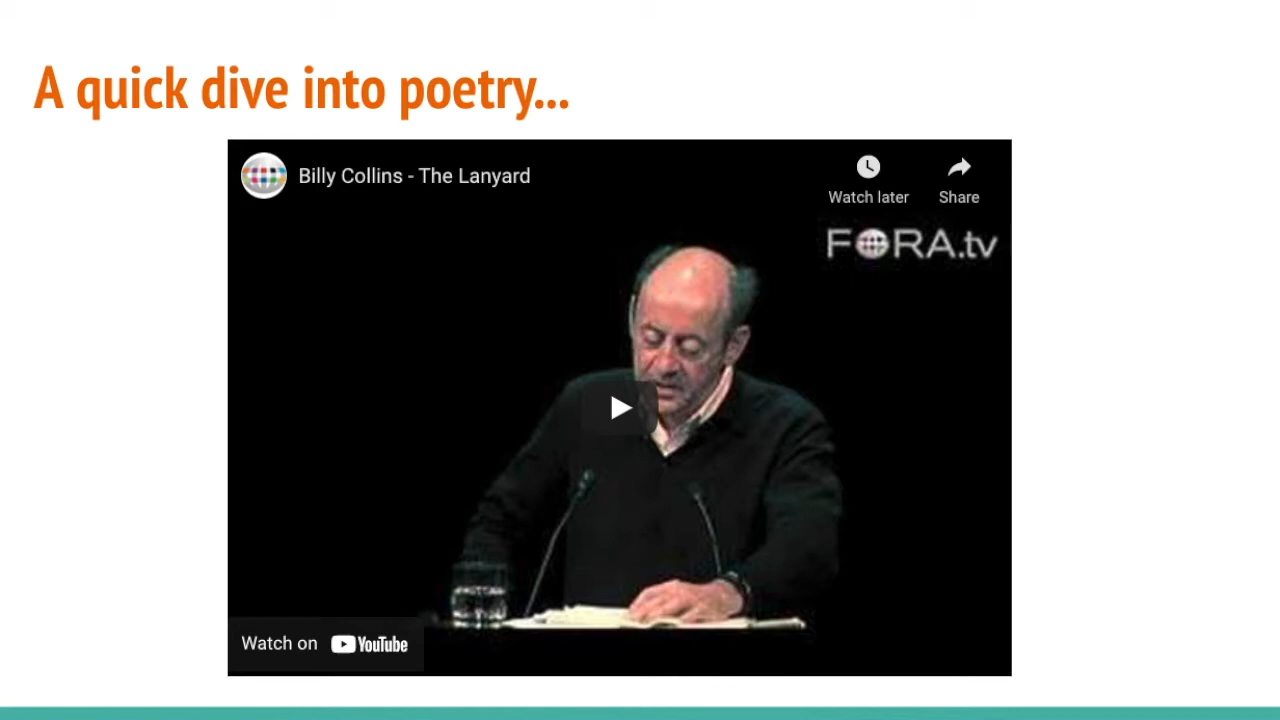 A quick dive into poetry...
Billy Collins - The Lanyard
Watch later
Share
FORA.tv
Watch on YouTube